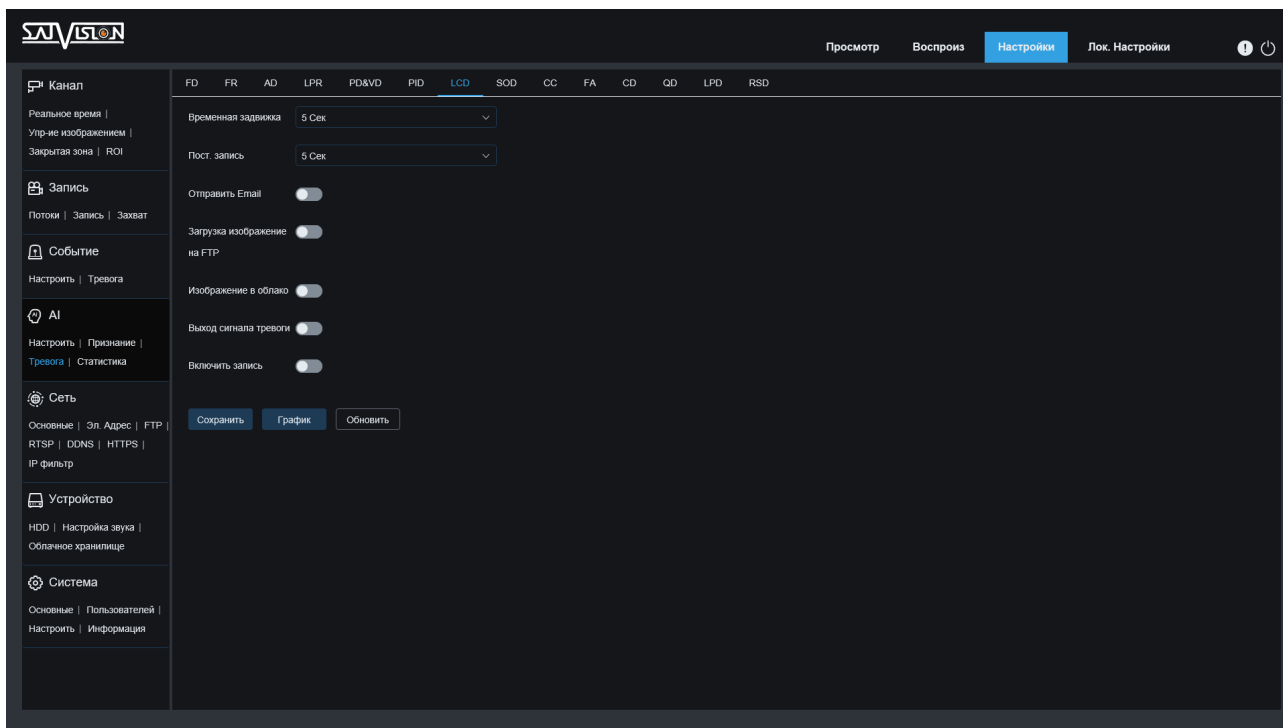 SATVISION
Просмотр Воспроиз Настройки Лок. Настройки
Канал
Реальное время |
Упр-ие изображением |
Закрытая зона | ROI
Запись
Потоки | Запись | Захват
Событие
Настроить | Тревога
AI
Настроить | Признание |
Тревога | Статистика
Сеть
Основные | Эл. Адрес | FTP |
RTSP | DDNS | HTTPS |
IP фильтр
Устройство
HDD | Настройка звука |
Облачное хранилище
Система
Основные | Пользователей |
Настроить | Информация
FD FR AD LPR PD&VD PID LCD SOD CC FA CD QD LPD RSD
Временная задвижка 5 Сек
Пост. запись 5 Сек
Отправить Email
Загрузка изображение
на FTP
Изображение в облако
Выход сигнала тревоги
Включить запись
Сохранить График Обновить